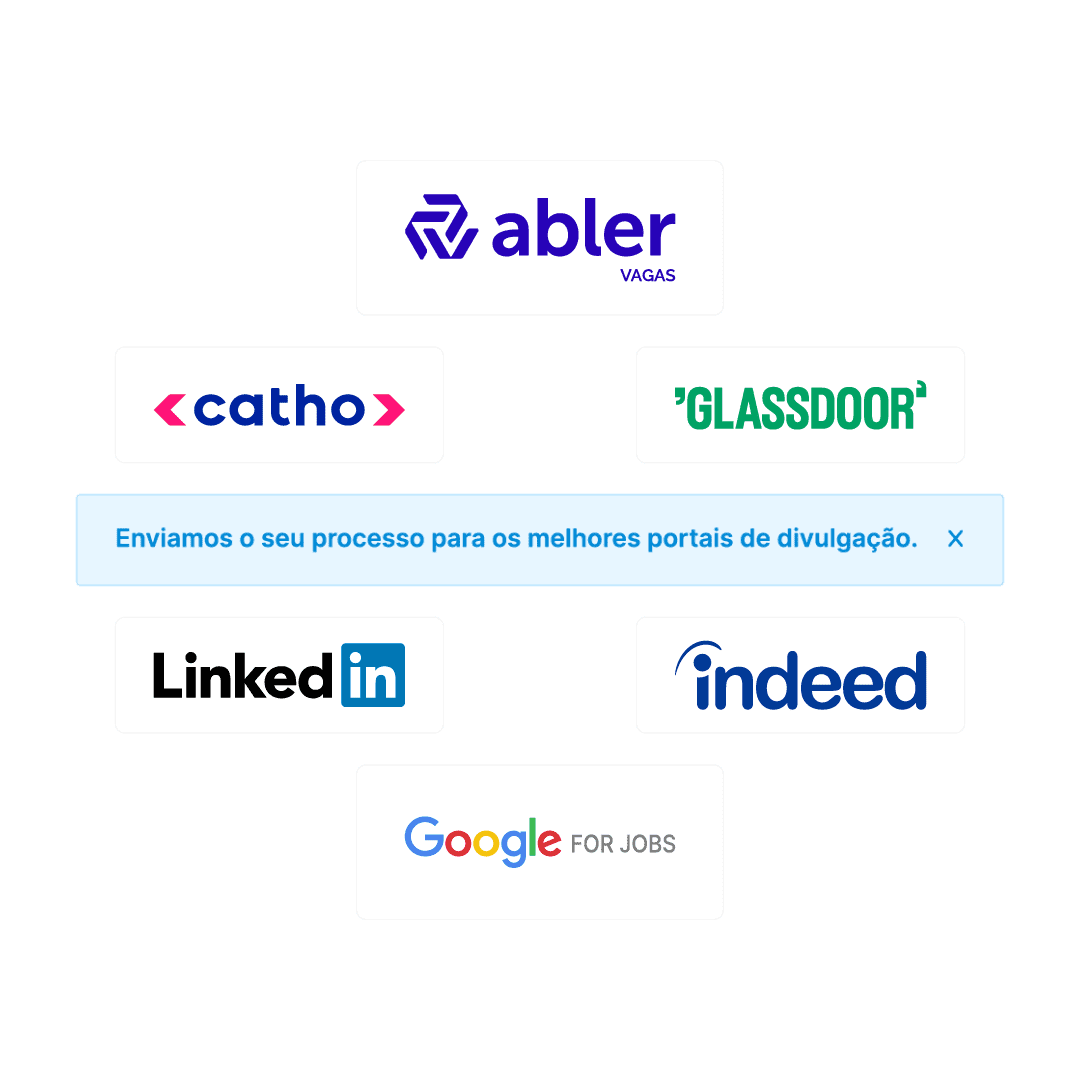 abler
VAGAS
catho
GLASSDOOR
Enviamos o seu processo para os melhores portais de divulgação. X
Linkedin
indeed
Google FOR JOBS